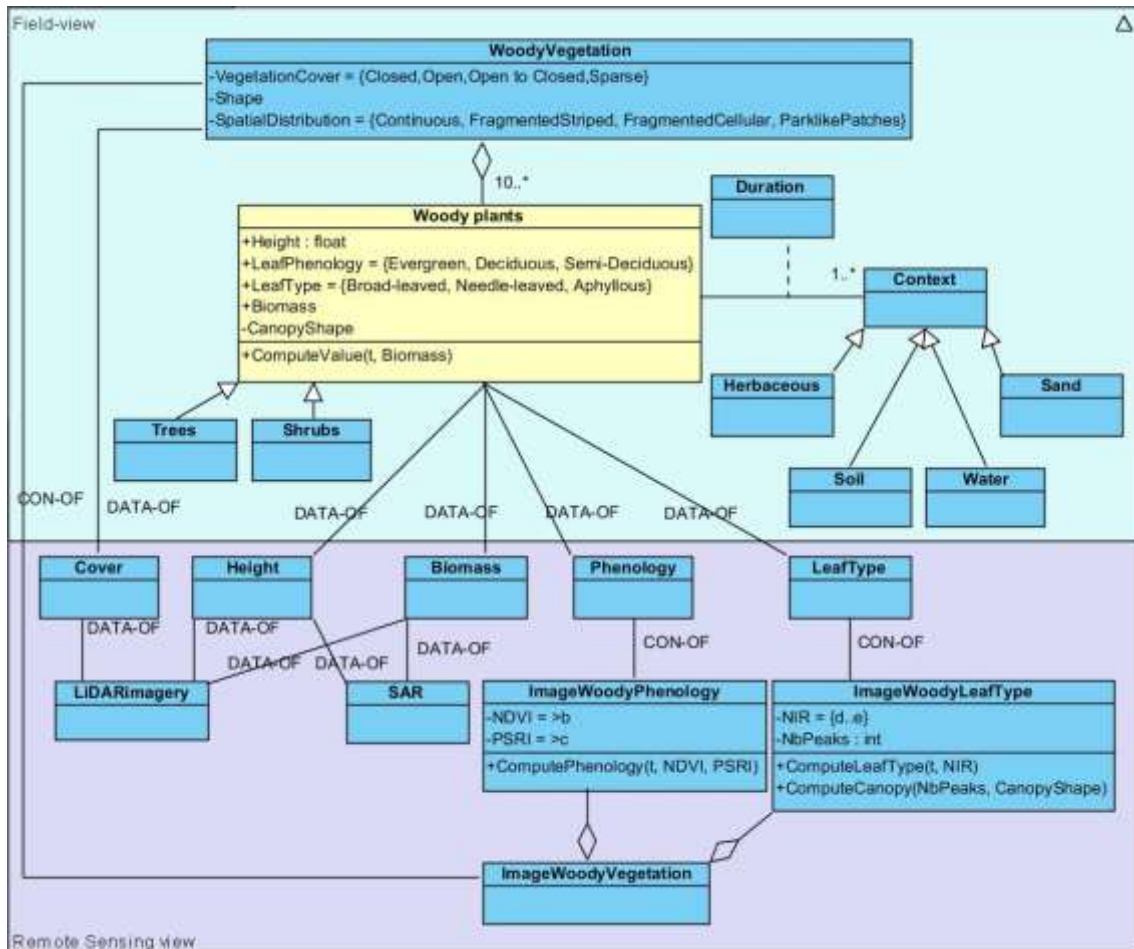 Field-view
WoodyVegetation
-VegetationCover = {Closed,Open,Open to Closed,Sparse}
-Shape
-SpatialDistribution = {Continuous, FragmentedStriped, FragmentedCellular, ParklikePatches}
10..*
Duration
Woody plants
+Height : float
+LeafPhenology = {Evergreen, Deciduous, Semi-Deciduous}
+LeafType = {Broad-leaved, Needle-leaved, Aphyllous}
+Biomass
-CanopyShape
+ComputeValue(t, Biomass)
1..*
Context
Herbaceous
Sand
Trees
Shrubs
Soil
Water
CON-OF
DATA-OF
DATA-OF
DATA-OF
DATA-OF
DATA-OF
Cover
Height
Biomass
Phenology
LeafType
DATA-OF
DATA-OF
DATA-OF
DATA-OF
DATA-OF
CON-OF
CON-OF
LiDARimagery
SAR
ImageWoodyPhenology
-NDVI = >b
-PSRI = >c
+ComputePhenology(t, NDVI, PSRI)
ImageWoodyLeafType
-NIR = {d..e}
-NbPeaks : int
+ComputeLeafType(t, NIR)
+ComputeCanopy(NbPeaks, CanopyShape)
ImageWoodyVegetation
Remote Sensing view